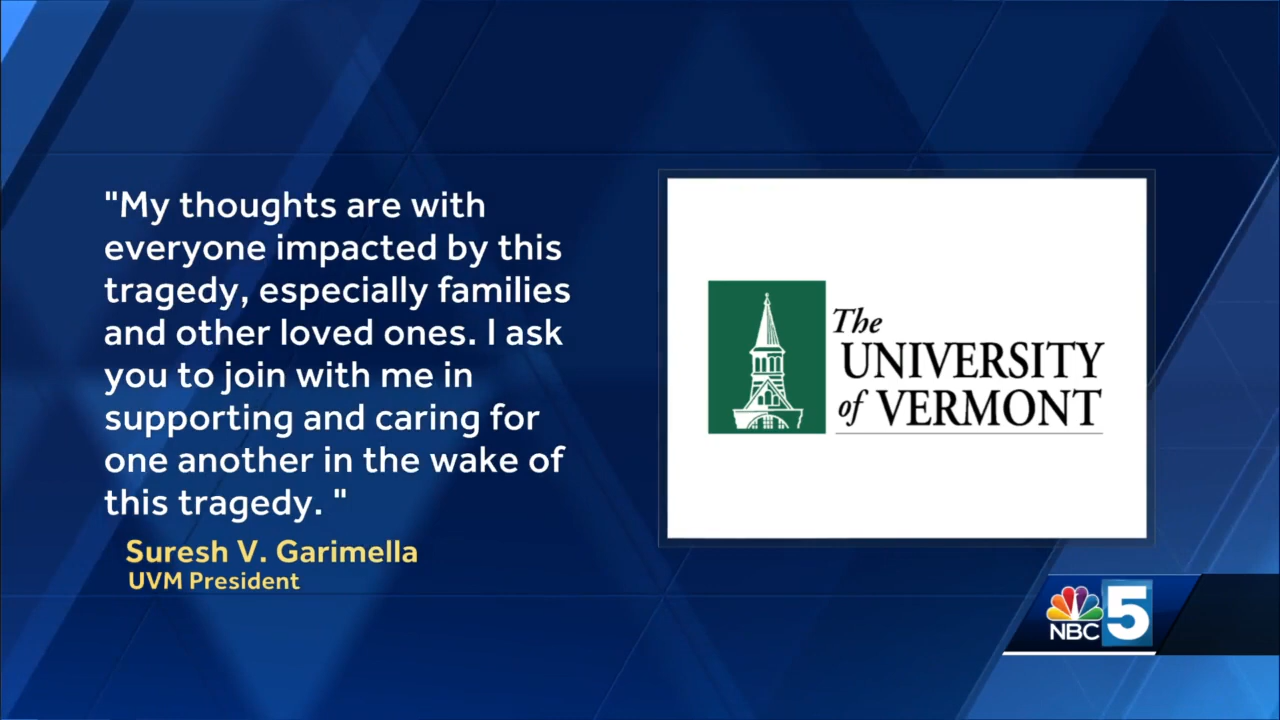 "My thoughts are with
everyone impacted by this
tragedy, especially families
and other loved ones. I ask
you to join with me in
supporting and caring for
one another in the wake of
this tragedy. "
Suresh V. Garimella
UVM President
The
UNIVERSITY
of VERMONT
NBC 5